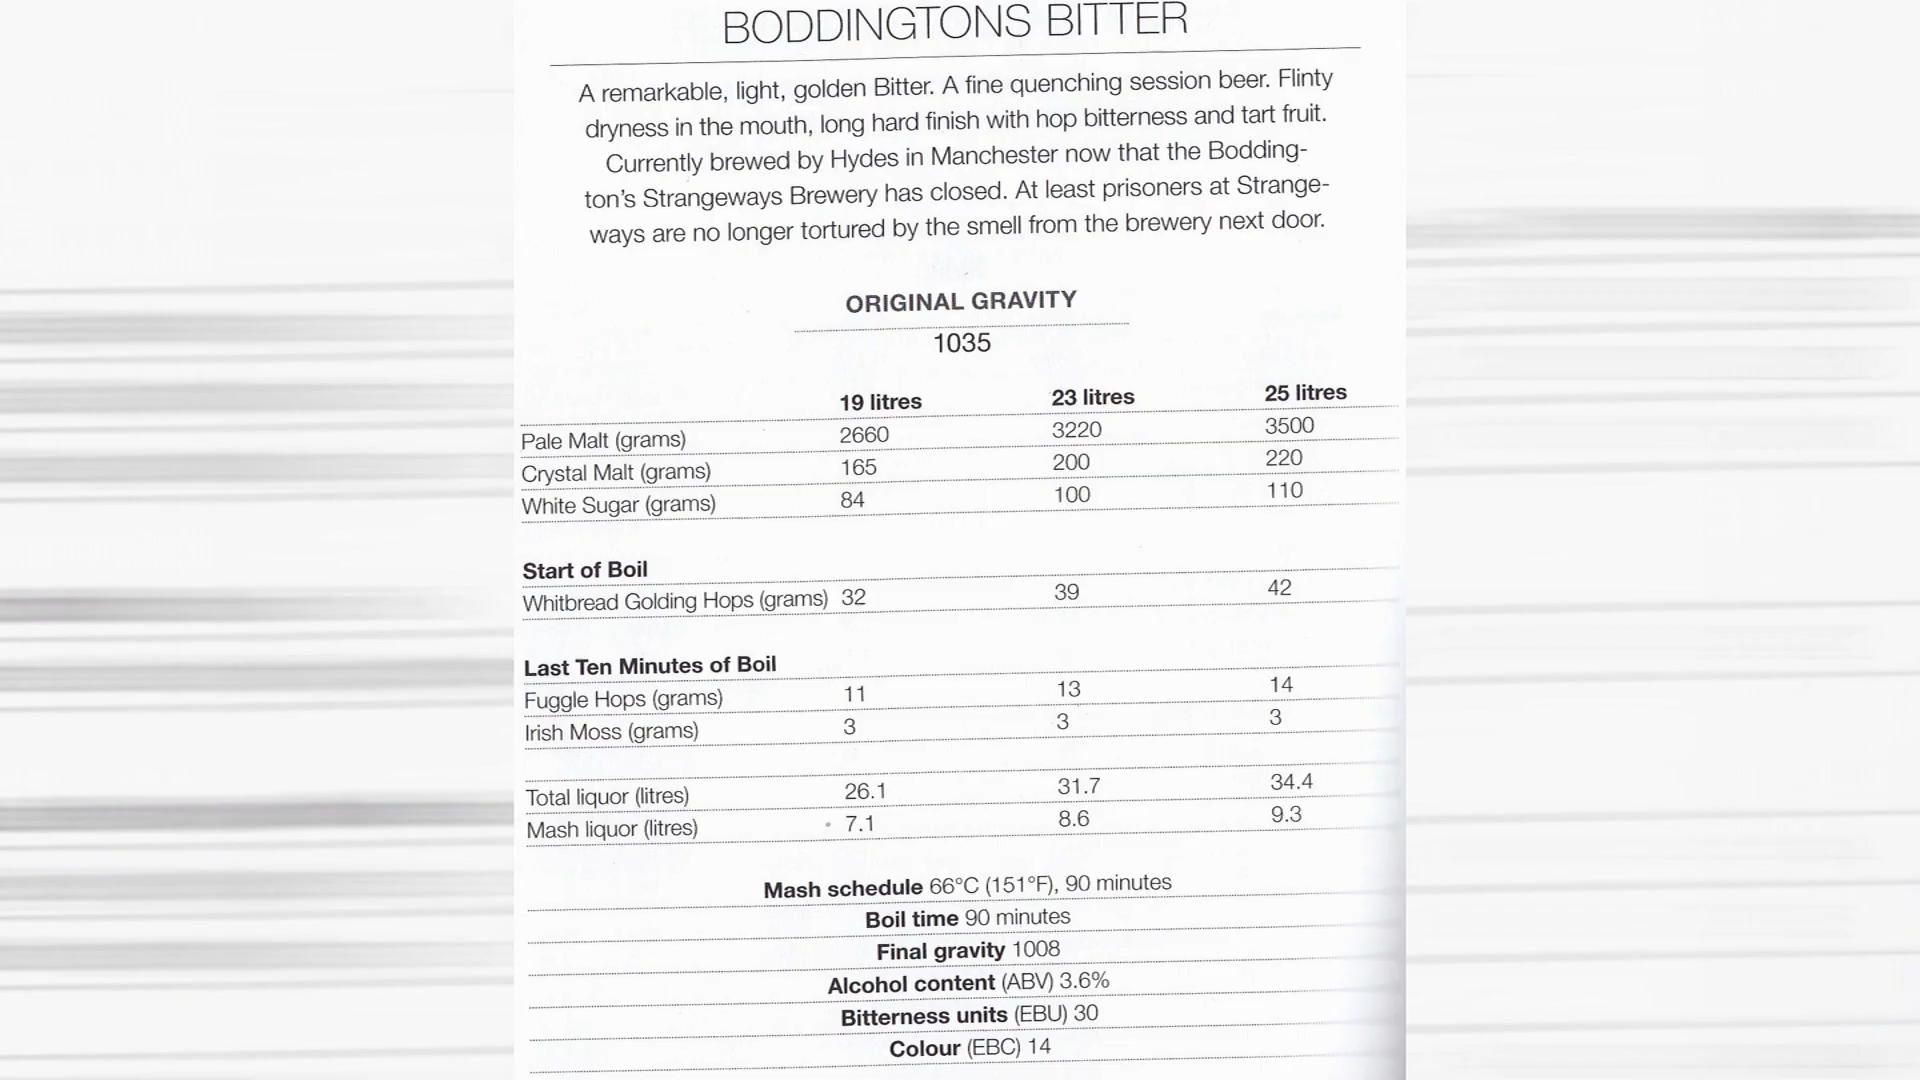 BODDINGTONS BITTER
A remarkable, light, golden Bitter. A fine quenching session beer. Flinty
dryness in the mouth, long hard finish with hop bitterness and tart fruit.
Currently brewed by Hydes in Manchester now that the Bodding-
ton's Strangeways Brewery has closed. At least prisoners at Strange-
ways are no longer tortured by the smell from the brewery next door.
ORIGINAL GRAVITY
1035
19 litres 23 litres 25 litres
Pale Malt (grams) 2660 3220 3500
Crystal Malt (grams) 165 200 220
White Sugar (grams) 84 100 110
Start of Boil
Whitbread Golding Hops (grams) 32 39 42
Last Ten Minutes of Boil
Fuggle Hops (grams) 11 13 14
Irish Moss (grams) 3 3 3
Total liquor (litres) 26.1 31.7 34.4
Mash liquor (litres) 7.1 8.6 9.3
Mash schedule 66°C (151°F), 90 minutes
Boil time 90 minutes
Final gravity 1008
Alcohol content (ABV) 3.6%
Bitterness units (EBU) 30
Colour (EBC) 14